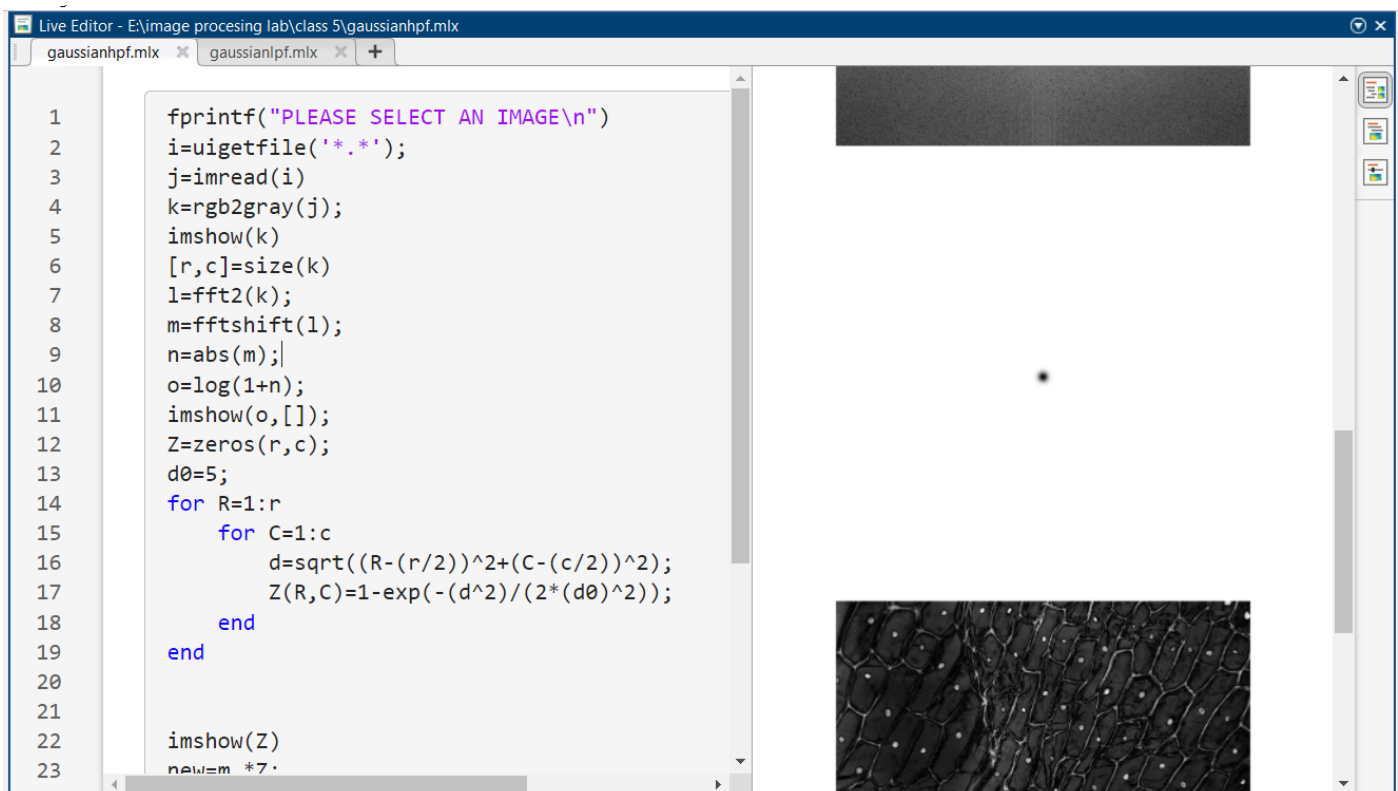 Live Editor - E:\image procesing lab\class 5\gaussianhpf.mlx
gaussianhpf.mlx gaussianlpf.mlx
1 fprintf("PLEASE SELECT AN IMAGE\n")
2 i=uigetfile('*.*');
3 j=imread(i)
4 k=rgb2gray(j);
5 imshow(k)
6 [r,c]=size(k)
7 l=fft2(k);
8 m=fftshift(l);
9 n=abs(m);
10 o=log(1+n);
11 imshow(o,[]);
12 Z=zeros(r,c);
13 d0=5;
14 for R=1:r
15 for C=1:c
16 d=sqrt((R-(r/2))^2+(C-(c/2))^2);
17 Z(R,C)=1-exp(-(d^2)/(2*(d0)^2));
18 end
19 end
20
21
22 imshow(Z)
23 new=m.*Z;